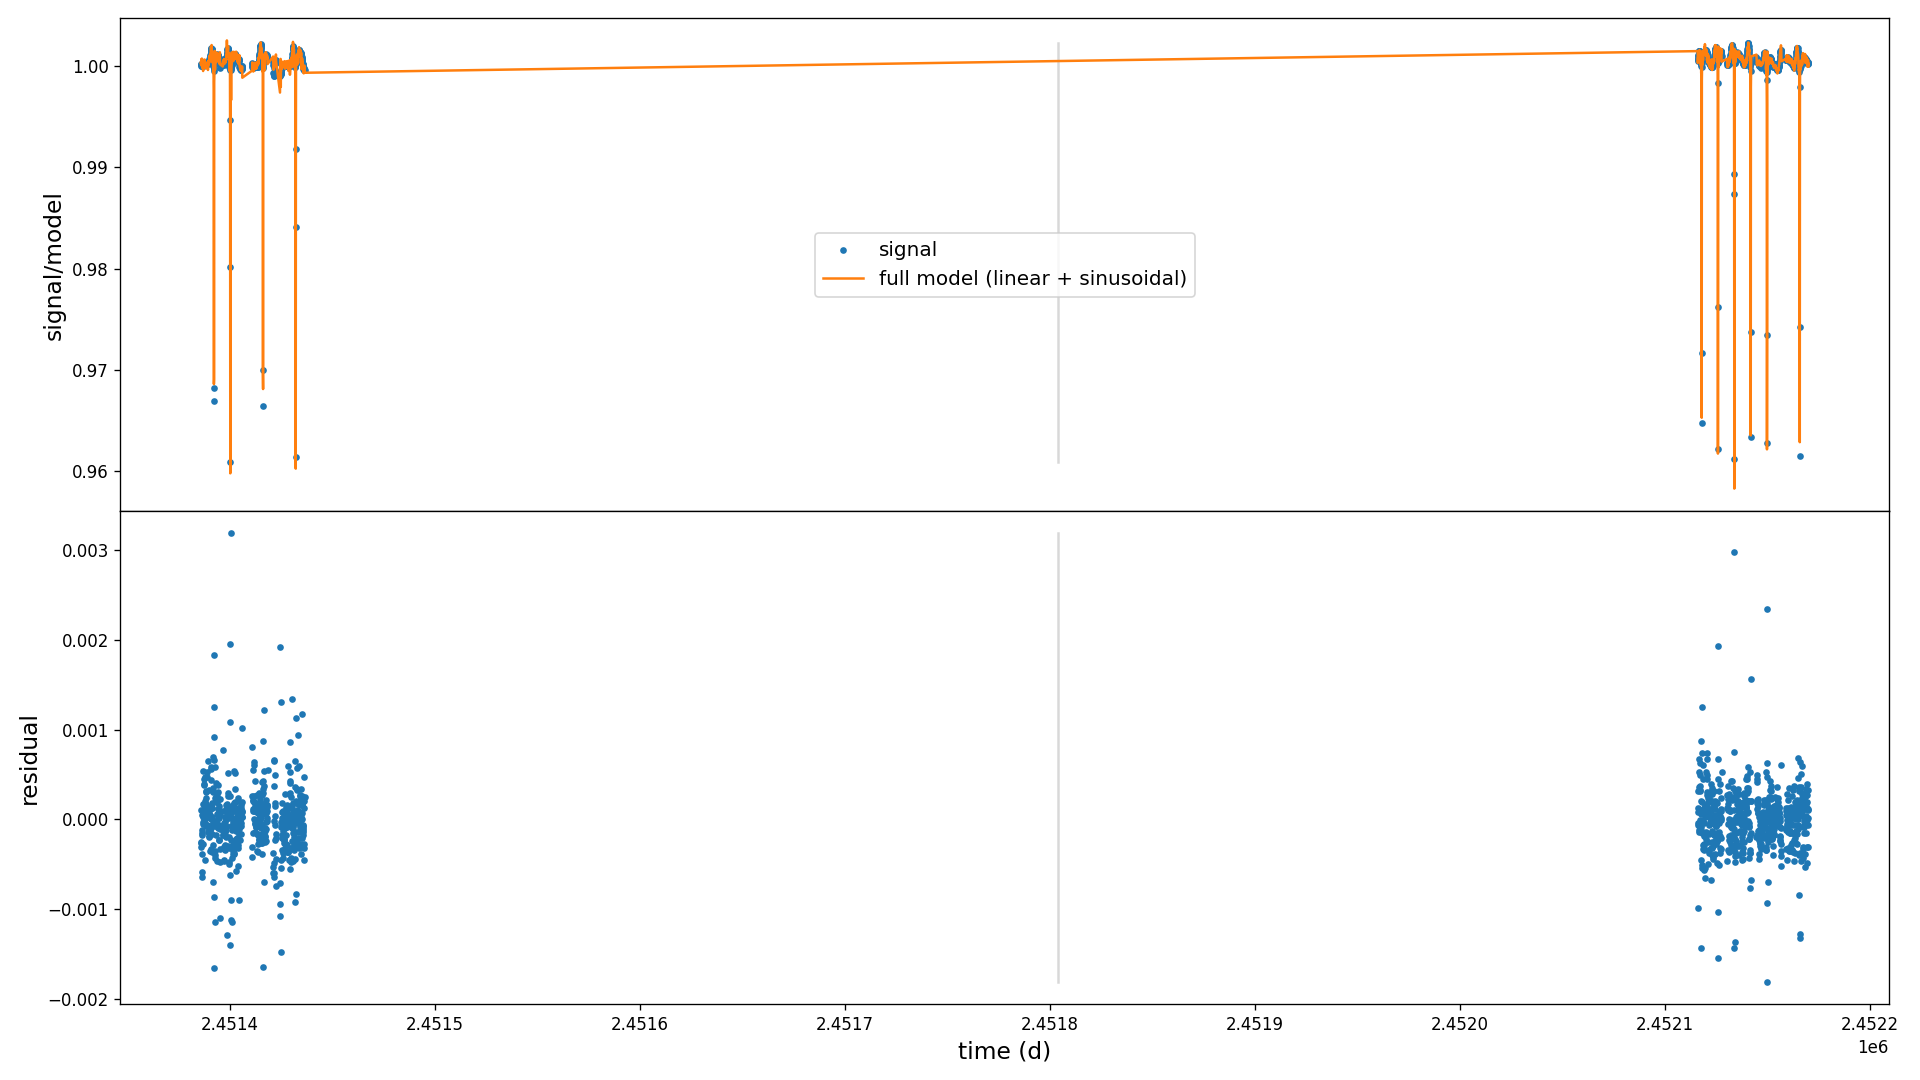 1.00
0.99
0.98
0.97
0.96
signal/model
signal
full model (linear + sinusoidal)
0.003
0.002
0.001
0.000
−0.001
−0.002
residual
2.4514 2.4515 2.4516 2.4517 2.4518 2.4519 2.4520 2.4521 2.4522
1e6
time (d)